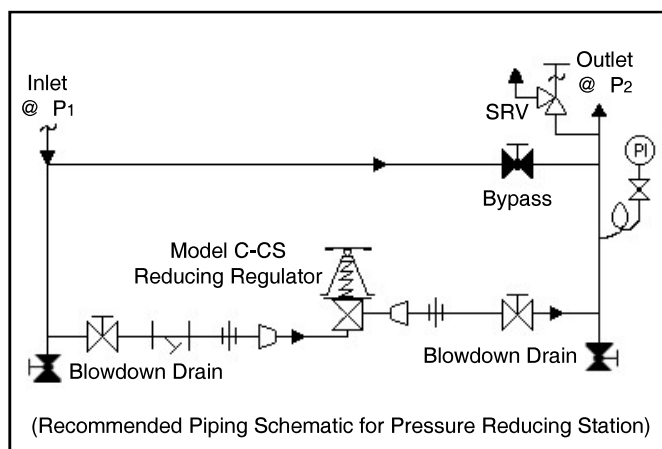 Inlet
@ P1
Outlet
@ P2
SRV
PI
Bypass
Model C-CS
Reducing Regulator
Blowdown Drain
Blowdown Drain
(Recommended Piping Schematic for Pressure Reducing Station)